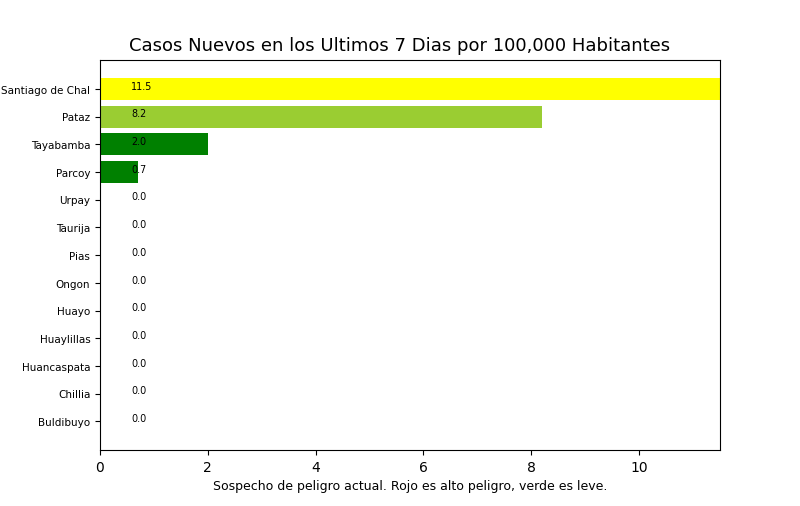 Casos Nuevos en los Ultimos 7 Dias por 100,000 Habitantes
Santiago de Chal 11.5
Pataz 8.2
Tayabamba 2.0
Parcoy 0.7
Urpay 0.0
Taurija 0.0
Pias 0.0
Ongon 0.0
Huayo 0.0
Huaylillas 0.0
Huancaspata 0.0
Chillia 0.0
Buldibuyo 0.0
0 2 4 6 8 10
Sospecho de peligro actual. Rojo es alto peligro, verde es leve.